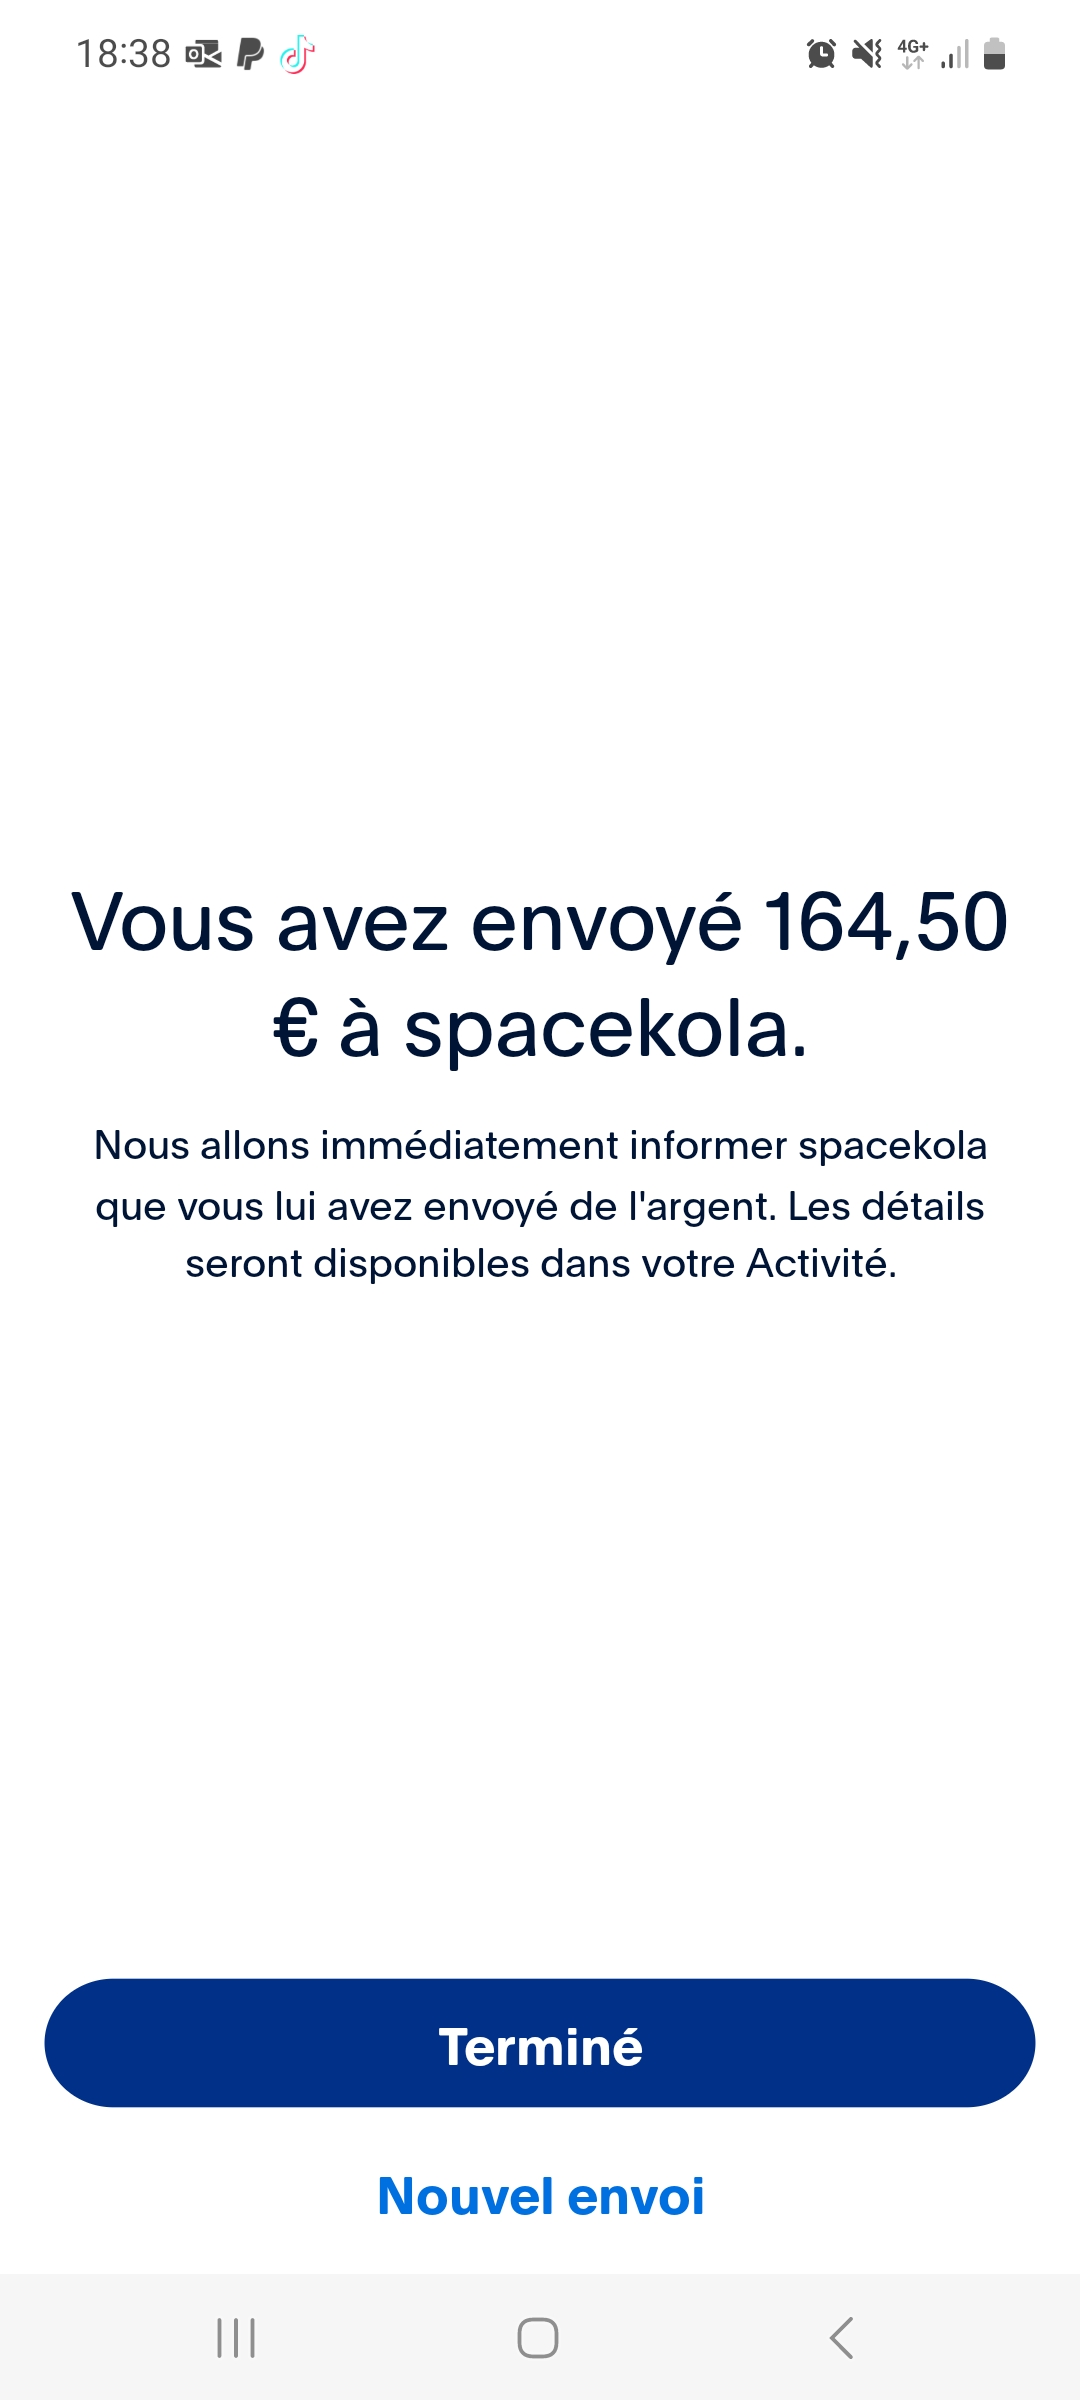 18:38
4G+
Vous avez envoyé 164,50
€ à spacekola.
Nous allons immédiatement informer spacekola
que vous lui avez envoyé de l'argent. Les détails
seront disponibles dans votre Activité.
Terminé
Nouvel envoi